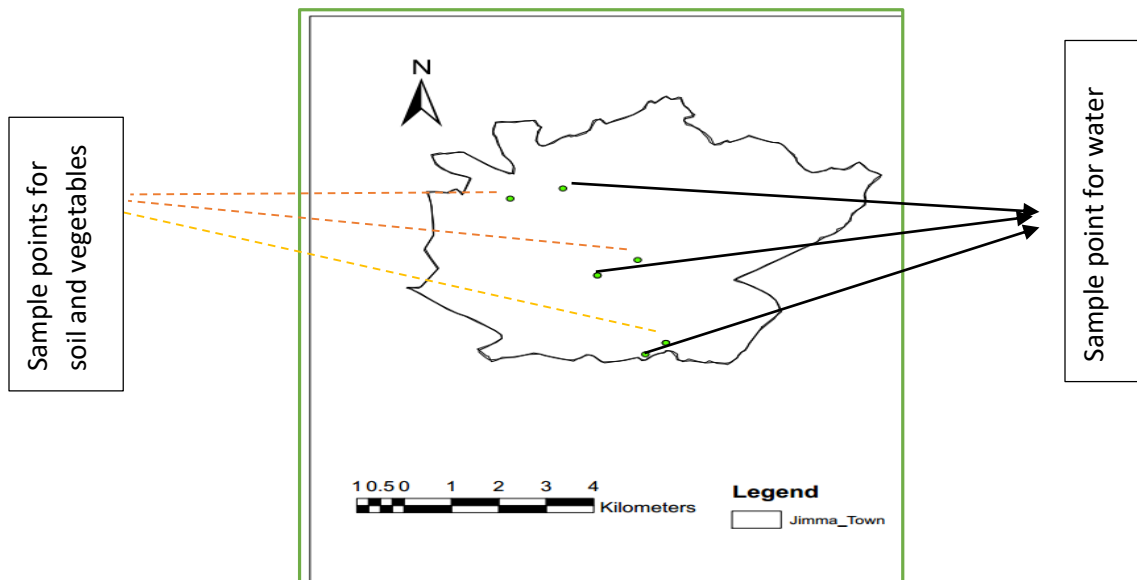 Sample points for
soil and vegetables
N
Sample point for water
1 0.5 0 1 2 3 4
Kilometers
Legend
Jimma_Town